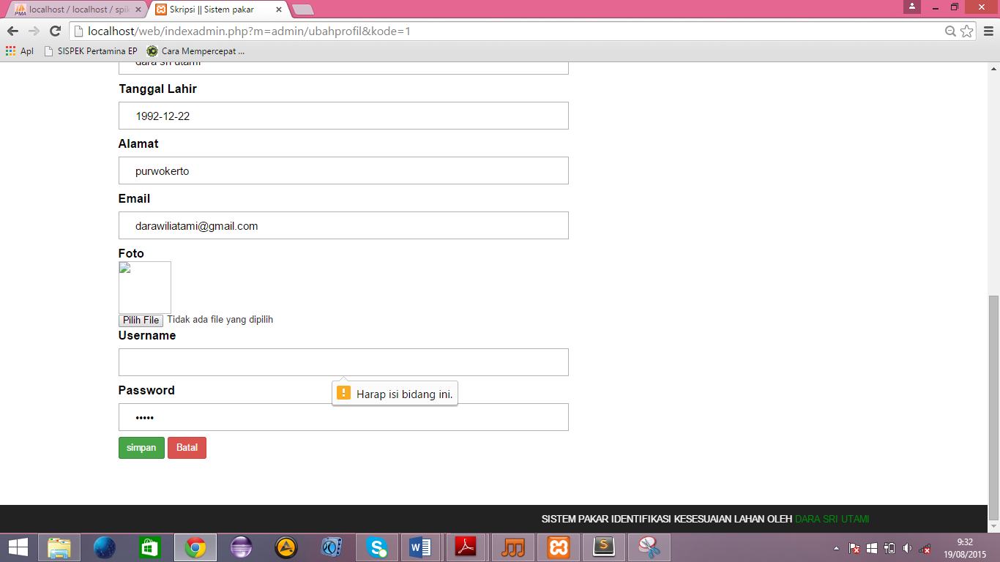 localhost / localhost / spik
Skripsi || Sistem pakar
localhost/web/indexadmin.php?m=admin/ubahprofil&kode=1
Apl
SISPEK Pertamina EP
Cara Mempercepat ...
dara sri utami
Tanggal Lahir
1992-12-22
Alamat
purwokerto
Email
darawiliatami@gmail.com
Foto
Pilih File Tidak ada file yang dipilih
Username
Harap isi bidang ini.
Password
•••••
simpan Batal
SISTEM PAKAR IDENTIFIKASI KESESUAIAN LAHAN OLEH DARA SRI UTAMI
9:32
19/08/2015